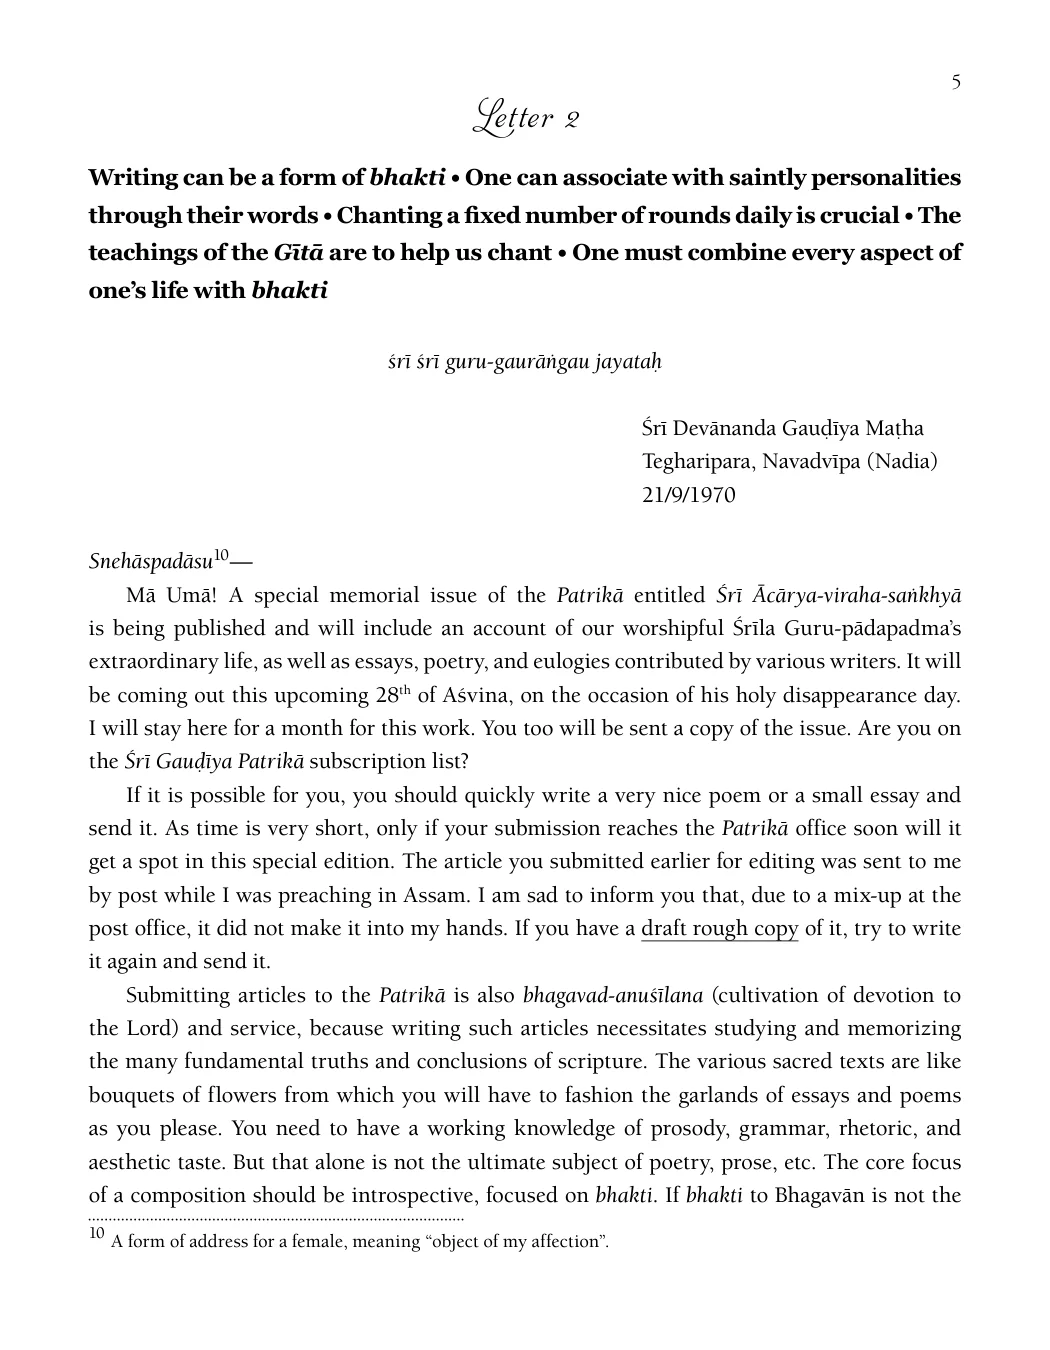 5
Letter 2
Writing can be a form of bhakti • One can associate with saintly personalities
through their words • Chanting a fixed number of rounds daily is crucial • The
teachings of the Gītā are to help us chant • One must combine every aspect of
one’s life with bhakti
śrī śrī guru-gaurāṅgau jayataḥ
Śrī Devānanda Gauḍīya Maṭha
Tegharipara, Navadvīpa (Nadia)
21/9/1970
Snehāspadāsu10—
Mā Umā! A special memorial issue of the Patrikā entitled Śrī Ācārya-viraha-saṅkhyā
is being published and will include an account of our worshipful Śrīla Guru-pādapadma’s
extraordinary life, as well as essays, poetry, and eulogies contributed by various writers. It will
be coming out this upcoming 28th of Aśvina, on the occasion of his holy disappearance day.
I will stay here for a month for this work. You too will be sent a copy of the issue. Are you on
the Śrī Gauḍīya Patrikā subscription list?
If it is possible for you, you should quickly write a very nice poem or a small essay and
send it. As time is very short, only if your submission reaches the Patrikā office soon will it
get a spot in this special edition. The article you submitted earlier for editing was sent to me
by post while I was preaching in Assam. I am sad to inform you that, due to a mix-up at the
post office, it did not make it into my hands. If you have a draft rough copy of it, try to write
it again and send it.
Submitting articles to the Patrikā is also bhagavad-anuśīlana (cultivation of devotion to
the Lord) and service, because writing such articles necessitates studying and memorizing
the many fundamental truths and conclusions of scripture. The various sacred texts are like
bouquets of flowers from which you will have to fashion the garlands of essays and poems
as you please. You need to have a working knowledge of prosody, grammar, rhetoric, and
aesthetic taste. But that alone is not the ultimate subject of poetry, prose, etc. The core focus
of a composition should be introspective, focused on bhakti. If bhakti to Bhagavān is not the
10 A form of address for a female, meaning “object of my affection”.